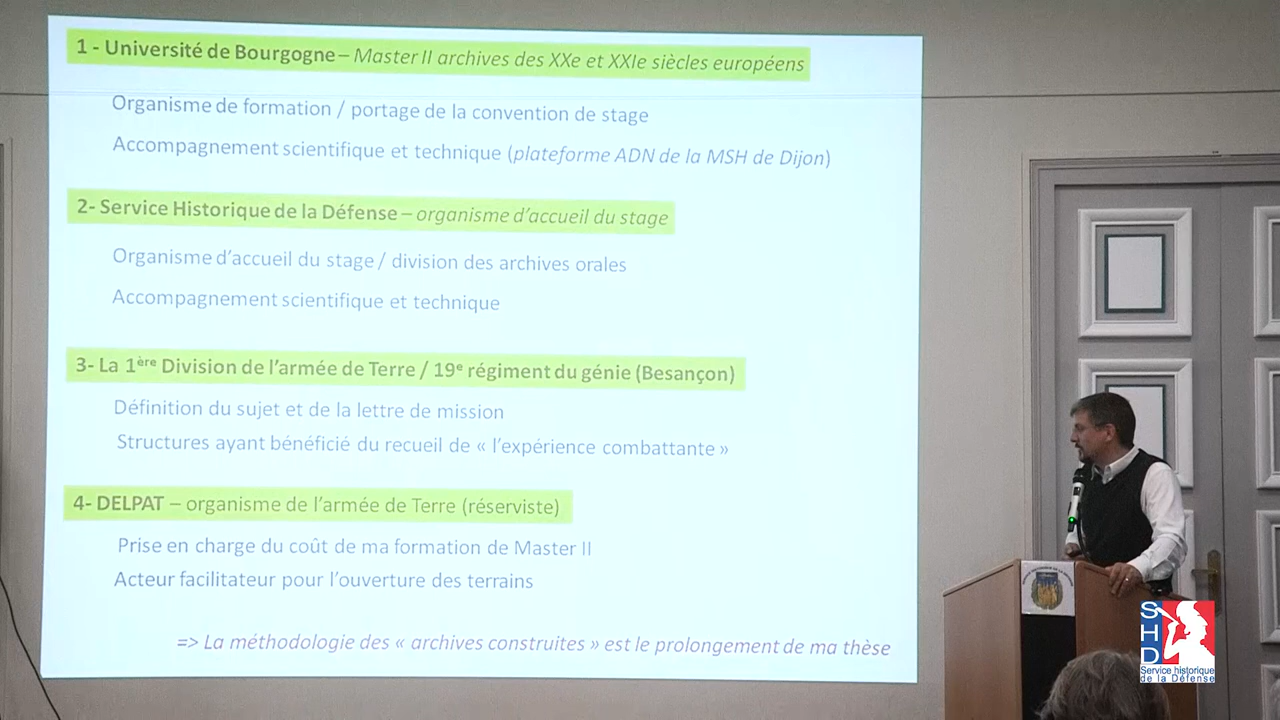 1 - Université de Bourgogne – Master II archives des XXe et XXIe siècles européens
Organisme de formation / portage de la convention de stage
Accompagnement scientifique et technique (plateforme ADN de la MSH de Dijon)
2- Service Historique de la Défense – organisme d’accueil du stage
Organisme d’accueil du stage / division des archives orales
Accompagnement scientifique et technique
3- La 1ère Division de l’armée de Terre / 19e régiment du génie (Besançon)
Définition du sujet et de la lettre de mission
Structures ayant bénéficié du recueil de « l’expérience combattante »
4- DELPAT – organisme de l’armée de Terre (réserviste)
Prise en charge du coût de ma formation de Master II
Acteur facilitateur pour l’ouverture des terrains
=> La méthodologie des « archives construites » est le prolongement de ma thèse
SHD
Service historique
de la Défense